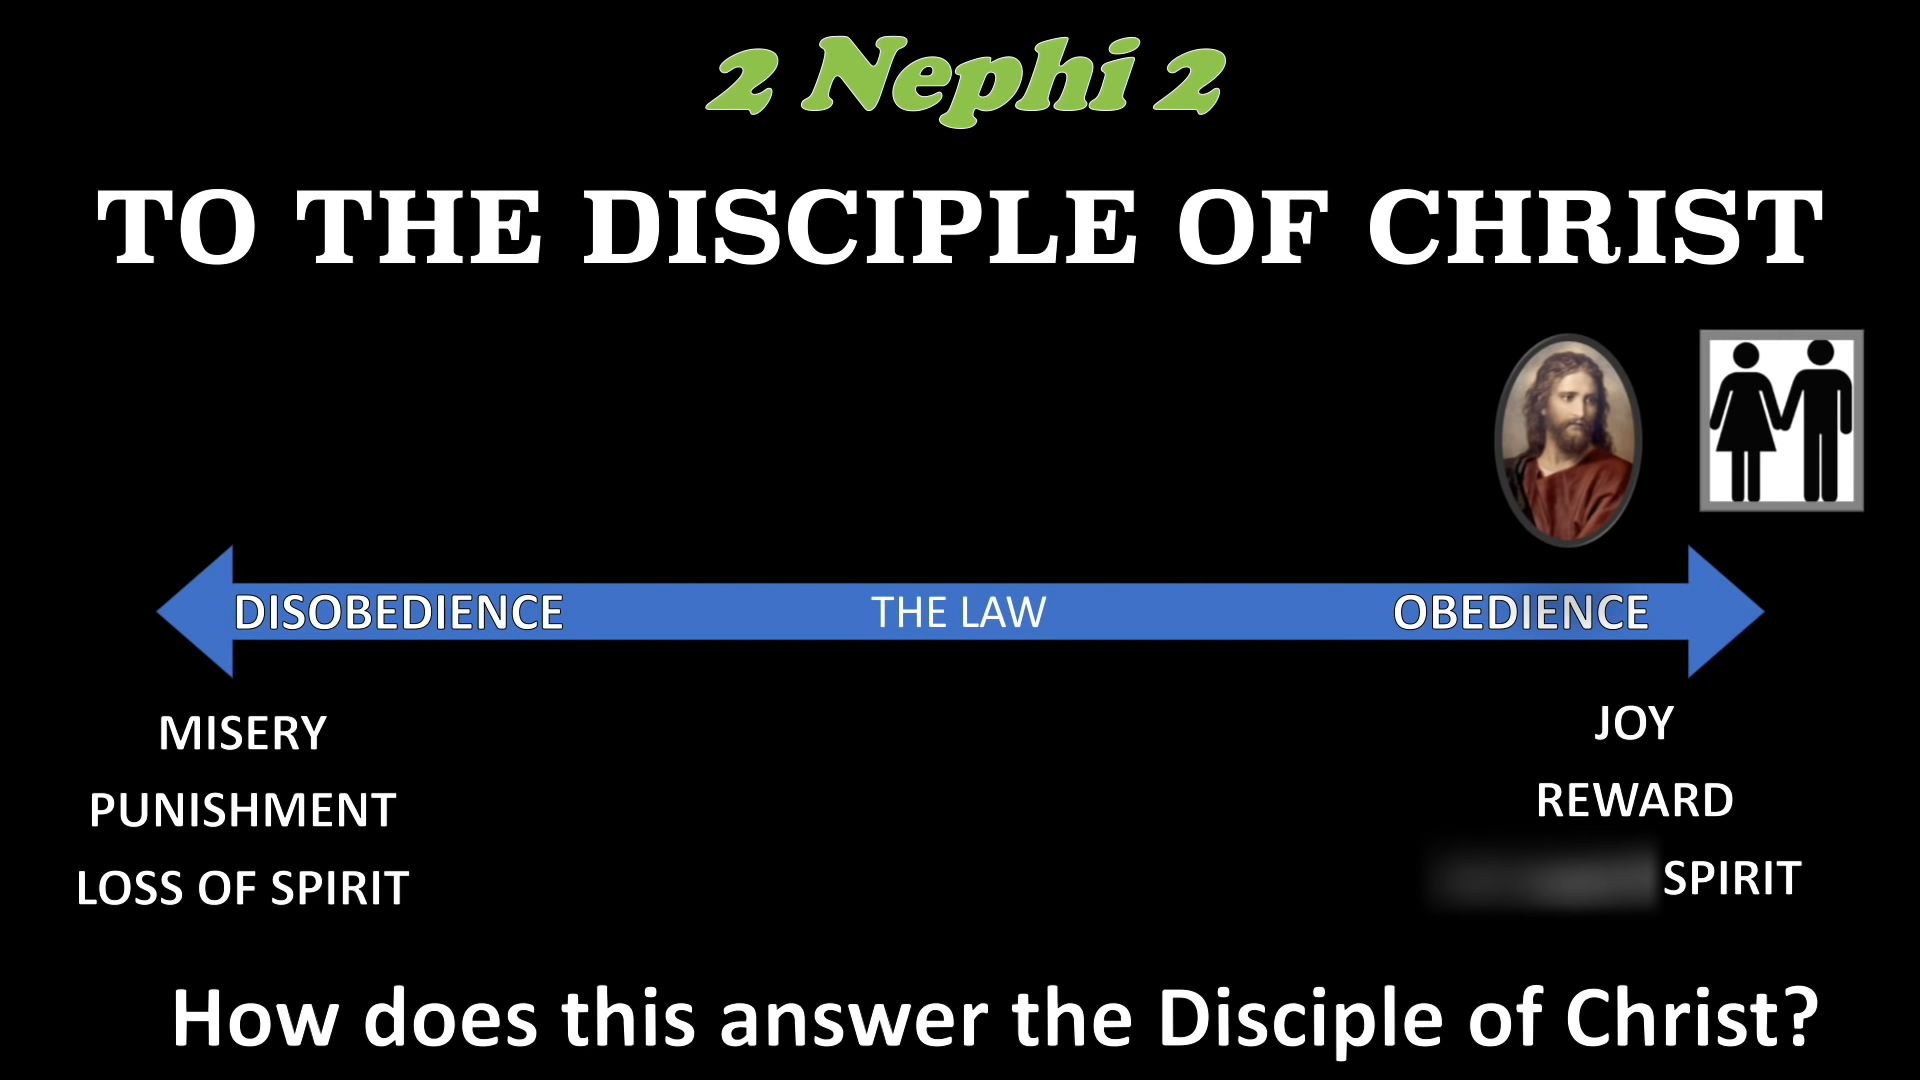 2 Nephi 2
TO THE DISCIPLE OF CHRIST
DISOBEDIENCE THE LAW OBEDIENCE
MISERY JOY
PUNISHMENT REWARD
LOSS OF SPIRIT SPIRIT
How does this answer the Disciple of Christ?